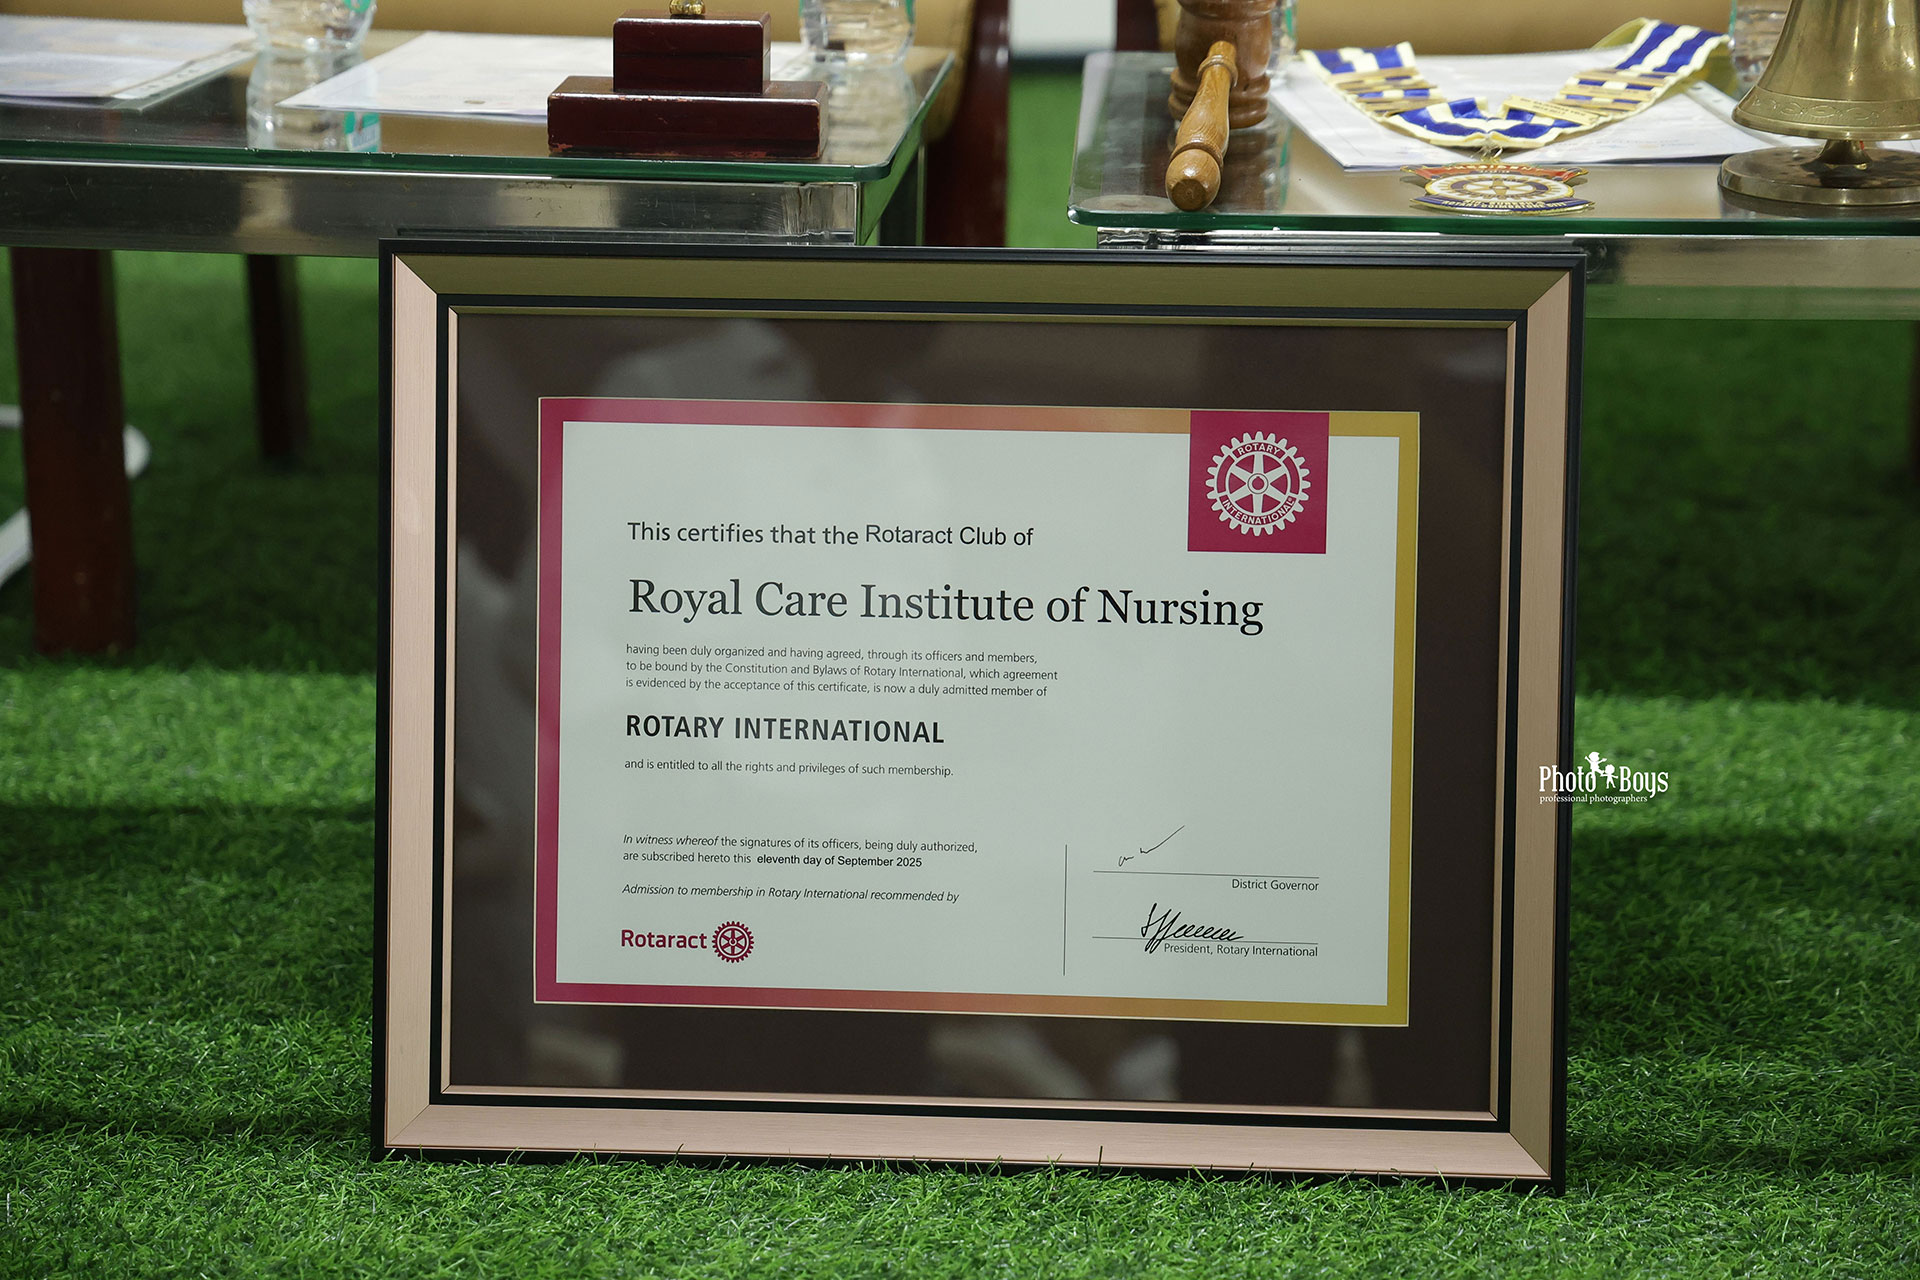 ROTARY
INTERNATIONAL
This certifies that the Rotaract Club of
Royal Care Institute of Nursing
having been duly organized and having agreed, through its officers and members,
to be bound by the Constitution and Bylaws of Rotary International, which agreement
is evidenced by the acceptance of this certificate, is now a duly admitted member of
ROTARY INTERNATIONAL
and is entitled to all the rights and privileges of such membership.
In witness whereof the signatures of its officers, being duly authorized,
are subscribed hereto this eleventh day of September 2025
Admission to membership in Rotary International recommended by
Rotaract
District Governor
President, Rotary International
Photo Boys
professional photographers